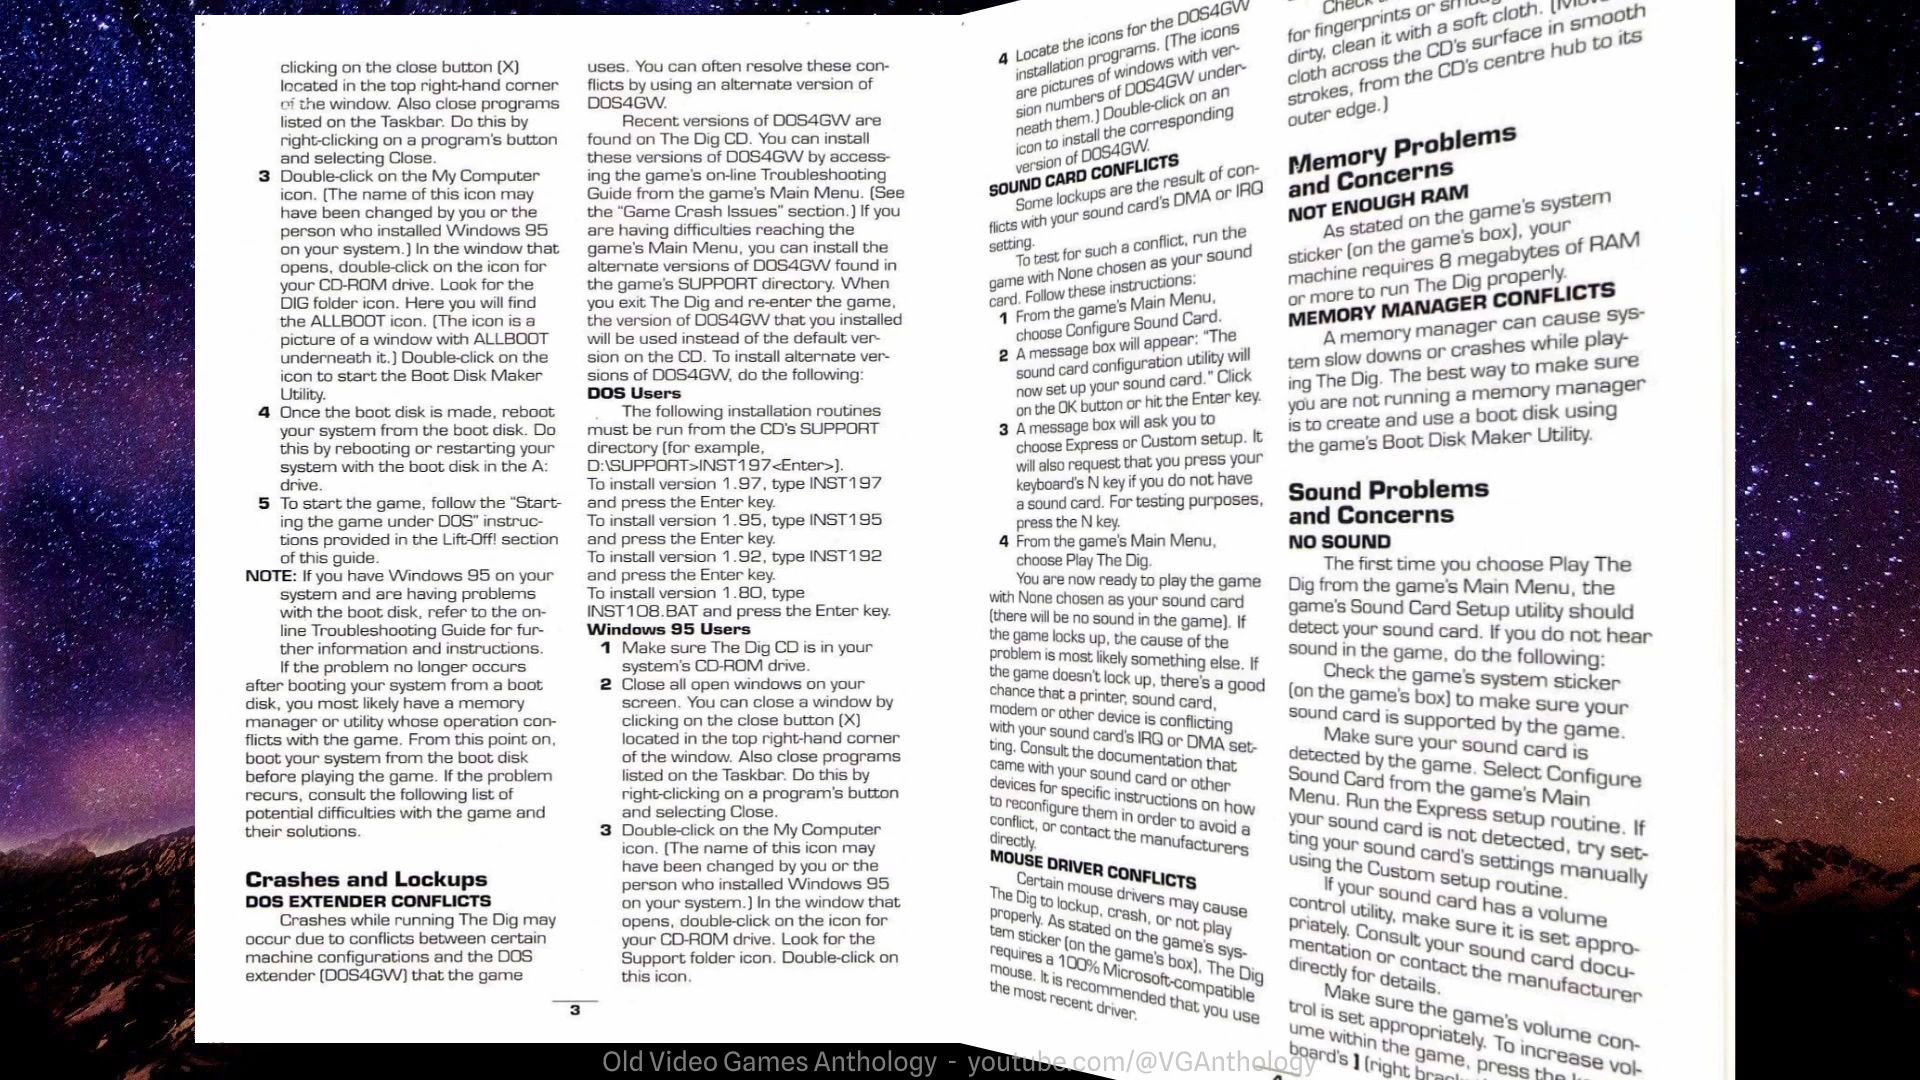 clicking on the close button (X)
located in the top right-hand corner
of the window. Also close programs
listed on the Taskbar. Do this by
right-clicking on a program's button
and selecting Close.
3 Double-click on the My Computer
icon. (The name of this icon may
have been changed by you or the
person who installed Windows 95
on your system.) In the window that
opens, double-click on the icon for
your CD-ROM drive. Look for the
DIG folder icon. Here you will find
the ALLBOOT icon. (The icon is a
picture of a window with ALLBOOT
underneath it.) Double-click on the
icon to start the Boot Disk Maker
Utility.
4 Once the boot disk is made, reboot
your system from the boot disk. Do
this by rebooting or restarting your
system with the boot disk in the A:
drive.
5 To start the game, follow the "Start-
ing the game under DOS" instruc-
tions provided in the Lift-Off! section
of this guide.
NOTE: If you have Windows 95 on your
system and are having problems
with the boot disk, refer to the on-
line Troubleshooting Guide for fur-
ther information and instructions.
If the problem no longer occurs
after booting your system from a boot
disk, you most likely have a memory
manager or utility whose operation con-
flicts with the game. From this point on,
boot your system from the boot disk
before playing the game. If the problem
recurs, consult the following list of
potential difficulties with the game and
their solutions.
Crashes and Lockups
DOS EXTENDER CONFLICTS
Crashes while running The Dig may
occur due to conflicts between certain
machine configurations and the DOS
extender (DOS4GW) that the game
uses. You can often resolve these con-
flicts by using an alternate version of
DOS4GW.
Recent versions of DOS4GW are
found on The Dig CD. You can install
these versions of DOS4GW by access-
ing the game's on-line Troubleshooting
Guide from the game's Main Menu. (See
the "Game Crash Issues" section.) If you
are having difficulties reaching the
game's Main Menu, you can install the
alternate versions of DOS4GW found in
the game's SUPPORT directory. When
you exit The Dig and re-enter the game,
the version of DOS4GW that you installed
will be used instead of the default ver-
sion on the CD. To install alternate ver-
sions of DOS4GW, do the following:
DOS Users
The following installation routines
must be run from the CD's SUPPORT
directory (for example,
D:\SUPPORT>INST197<Enter>).
To install version 1.97, type INST197
and press the Enter key.
To install version 1.95, type INST195
and press the Enter key.
To install version 1.92, type INST192
and press the Enter key.
To install version 1.80, type
INST108.BAT and press the Enter key.
Windows 95 Users
1 Make sure The Dig CD is in your
system's CD-ROM drive.
2 Close all open windows on your
screen. You can close a window by
clicking on the close button (X)
located in the top right-hand corner
of the window. Also close programs
listed on the Taskbar. Do this by
right-clicking on a program's button
and selecting Close.
3 Double-click on the My Computer
icon. (The name of this icon may
have been changed by you or the
person who installed Windows 95
on your system.) In the window that
opens, double-click on the icon for
your CD-ROM drive. Look for the
Support folder icon. Double-click on
this icon.
3
4 Locate the icons for the DOS4GW
installation programs. (The icons
are pictures of windows with ver-
sion numbers of DOS4GW under-
neath them.) Double-click on an
icon to install the corresponding
version of DOS4GW.
SOUND CARD CONFLICTS
Some lockups are the result of con-
flicts with your sound card's DMA or IRQ
setting.
To test for such a conflict, run the
game with None chosen as your sound
card. Follow these instructions:
1 From the game's Main Menu,
choose Configure Sound Card.
2 A message box will appear: "The
sound card configuration utility will
now set up your sound card." Click
on the OK button or hit the Enter key.
3 A message box will ask you to
choose Express or Custom setup. It
will also request that you press your
keyboard's N key if you do not have
a sound card. For testing purposes,
press the N key.
4 From the game's Main Menu,
choose Play The Dig.
You are now ready to play the game
with None chosen as your sound card
(there will be no sound in the game). If
the game locks up, the cause of the
problem is most likely something else. If
the game doesn't lock up, there's a good
chance that a printer, sound card,
modem or other device is conflicting
with your sound card's IRQ or DMA set-
ting. Consult the documentation that
came with your sound card or other
devices for specific instructions on how
to reconfigure them in order to avoid a
conflict, or contact the manufacturers
directly.
MOUSE DRIVER CONFLICTS
Certain mouse drivers may cause
The Dig to lockup, crash, or not play
properly. As stated on the game's sys-
tem sticker (on the game's box), The Dig
requires a 100% Microsoft-compatible
mouse. It is recommended that you use
the most recent driver.
Check
for fingerprints or
dirty, clean it with a soft cloth.
cloth across the CD's surface in smooth
strokes, from the CD's centre hub to its
outer edge.)
Memory Problems
and Concerns
NOT ENOUGH RAM
As stated on the game's system
sticker (on the game's box), your
machine requires 8 megabytes of RAM
or more to run The Dig properly.
MEMORY MANAGER CONFLICTS
A memory manager can cause sys-
tem slow downs or crashes while play-
ing The Dig. The best way to make sure
you are not running a memory manager
is to create and use a boot disk using
the game's Boot Disk Maker Utility.
Sound Problems
and Concerns
NO SOUND
The first time you choose Play The
Dig from the game's Main Menu, the
game's Sound Card Setup utility should
detect your sound card. If you do not hear
sound in the game, do the following:
Check the game's system sticker
(on the game's box) to make sure your
sound card is supported by the game.
Make sure your sound card is
detected by the game. Select Configure
Sound Card from the game's Main
Menu. Run the Express setup routine. If
your sound card is not detected, try set-
ting your sound card's settings manually
using the Custom setup routine.
If your sound card has a volume
control utility, make sure it is set appro-
priately. Consult your sound card docu-
mentation or contact the manufacturer
directly for details.
Make sure the game's volume con-
trol is set appropriately. To increase vol-
ume within the game, press the
board's ] (right
Old Video Games Anthology - youtube.com/@VGAnthology